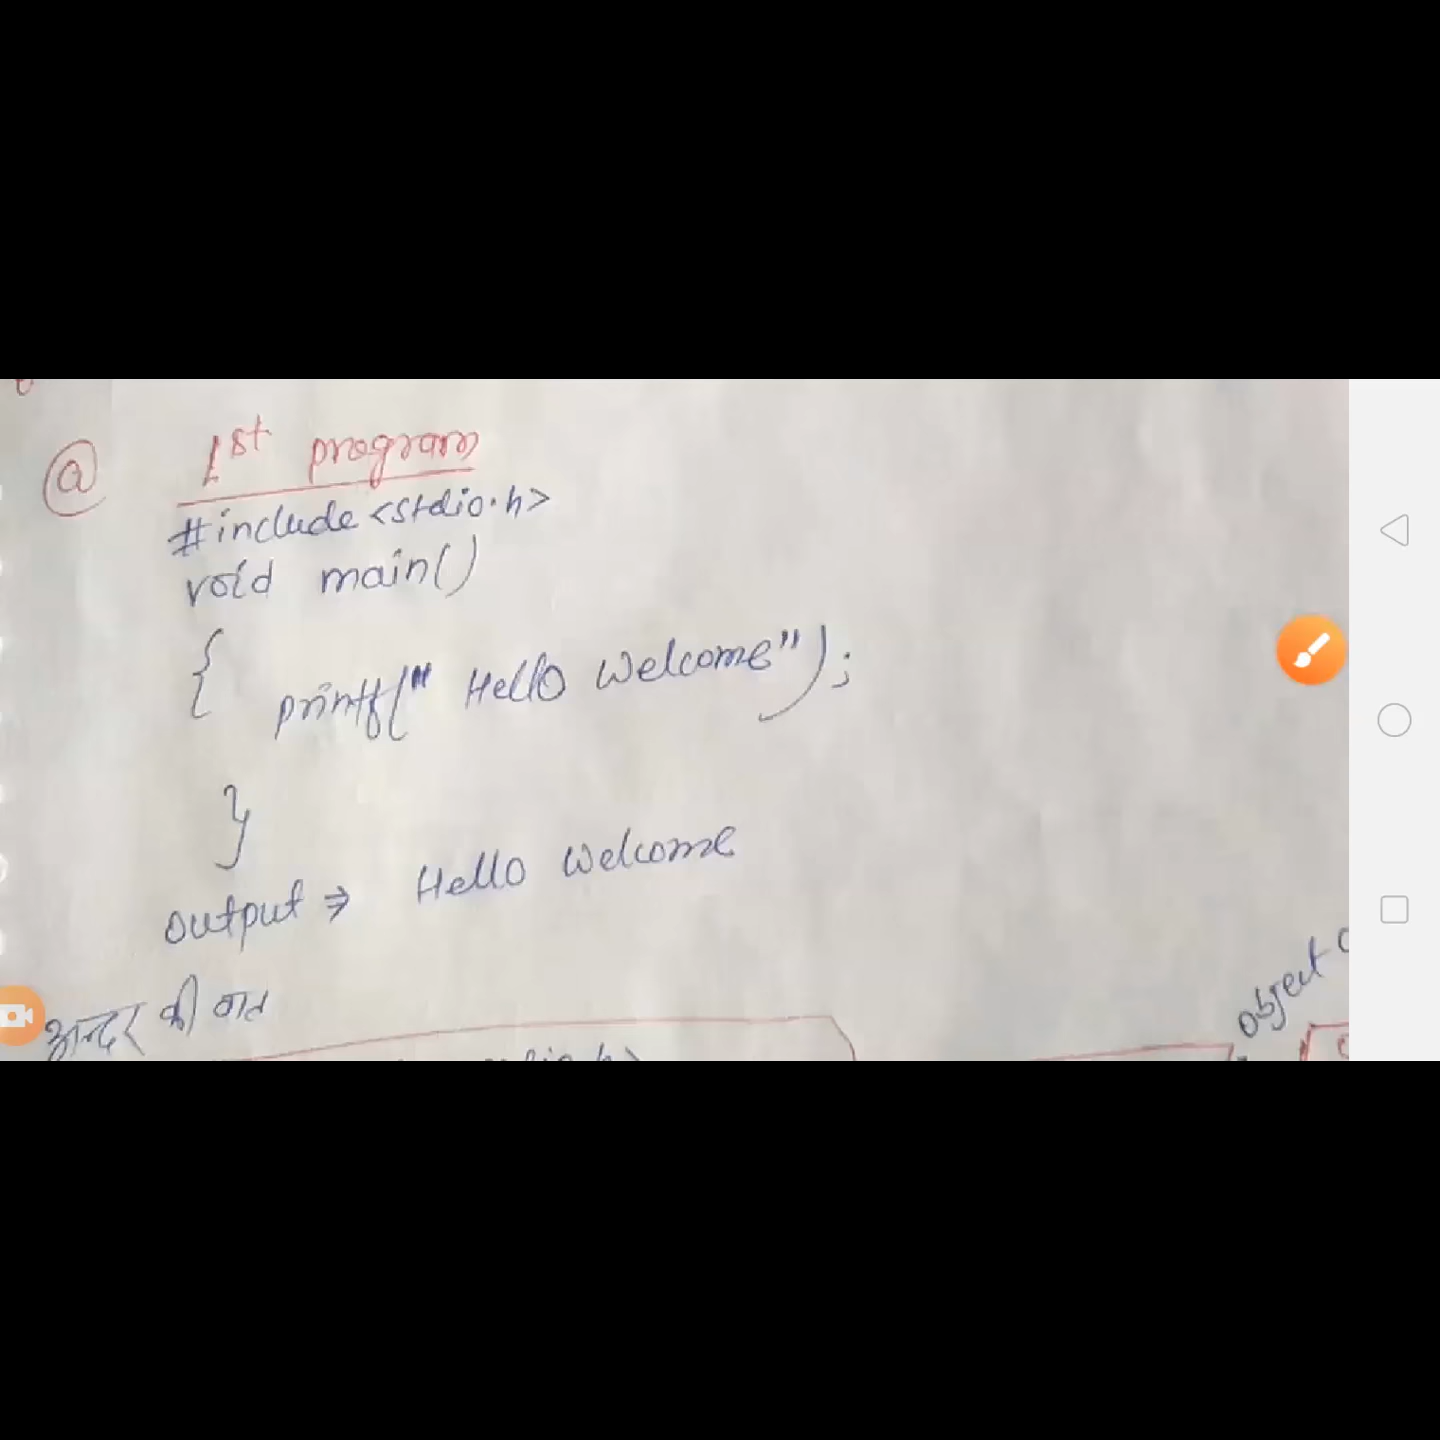 @ 1st program
#include <stdio.h>
void main()
{
printf(" Hello Welcome");
}
output ⇒ Hello Welcome
अन्दर की बात
object